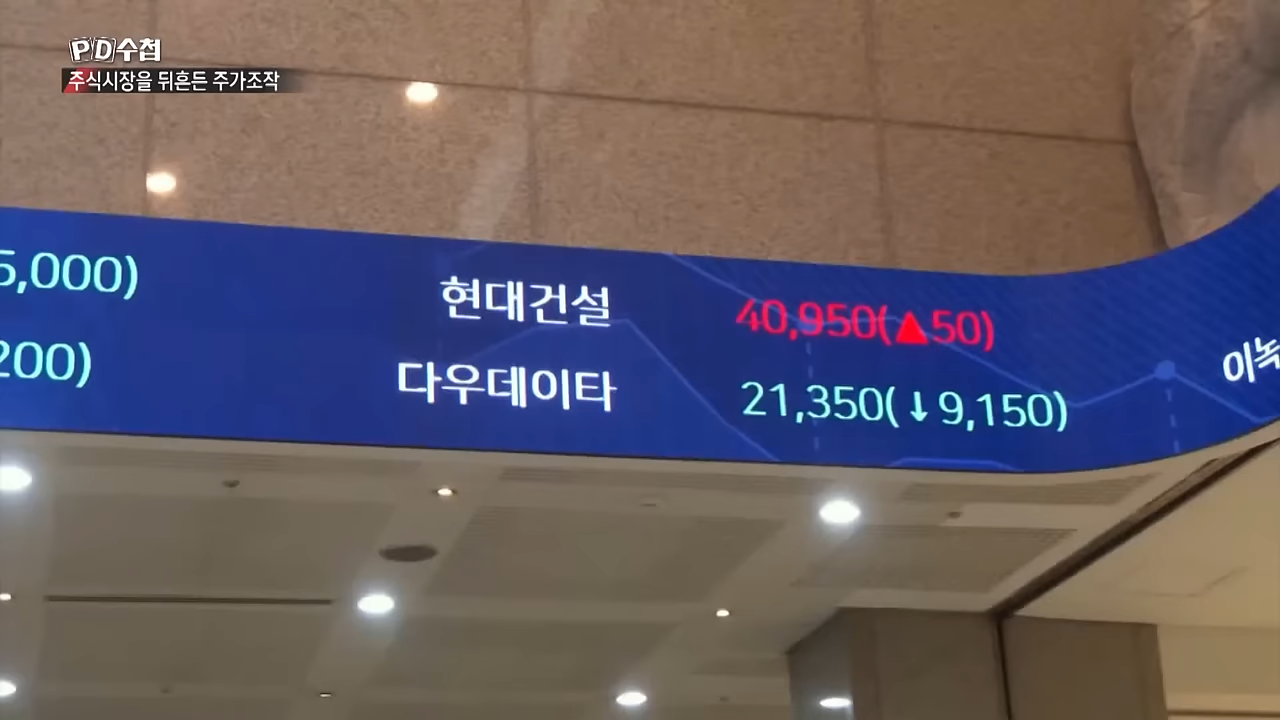 PD수첩
주식시장을 뒤흔든 주가조작
5,000)
현대건설 40,950(▲50)
200)
다우데이타 21,350(↓9,150)
이녹